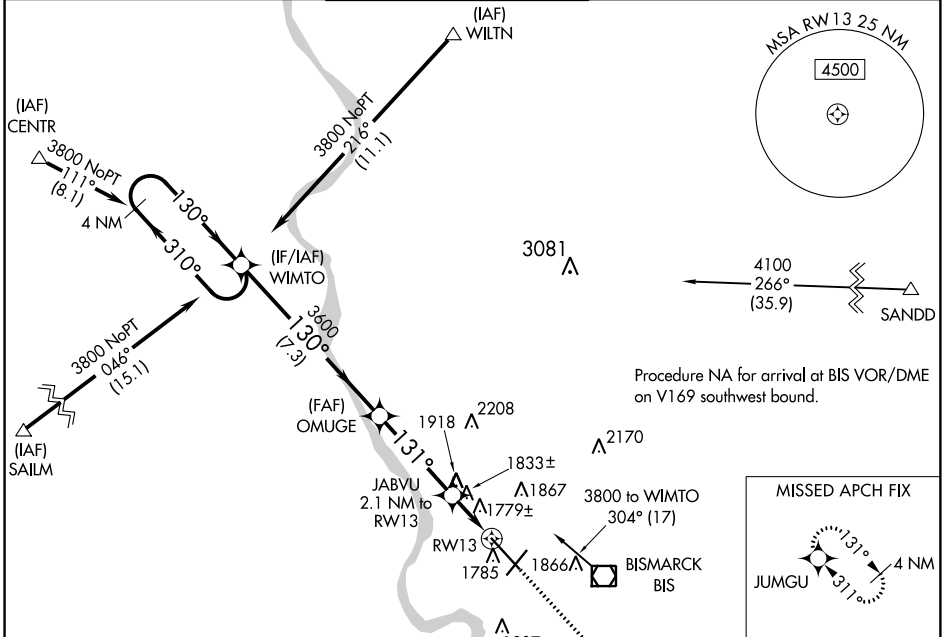 (IAF)
WILTN
MSA RW13 25 NM
4500
(IAF)
CENTR
3800 NoPT
111°
(8.1)
3800 NoPT
216°
(11.1)
4 NM
130°
310°
(IF/IAF)
WIMTO
3081
4100
266°
(35.9)
SANDD
3800 NoPT
046°
(15.1)
3600
130°
(7.3)
(IAF)
SAILM
Procedure NA for arrival at BIS VOR/DME
on V169 southwest bound.
(FAF)
OMUGE
131°
1918
2208
2170
1833±
JABVU
2.1 NM to
RW13
1867
1779±
3800 to WIMTO
304° (17)
RW13
1785
1866
BISMARCK
BIS
MISSED APCH FIX
131°
4 NM
JUMGU
311°